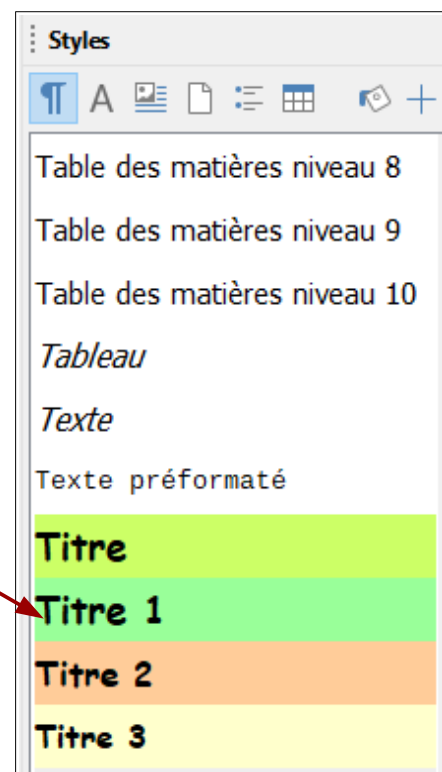 Styles
Table des matières niveau 8
Table des matières niveau 9
Table des matières niveau 10
Tableau
Texte
Texte préformaté
Titre
Titre 1
Titre 2
Titre 3